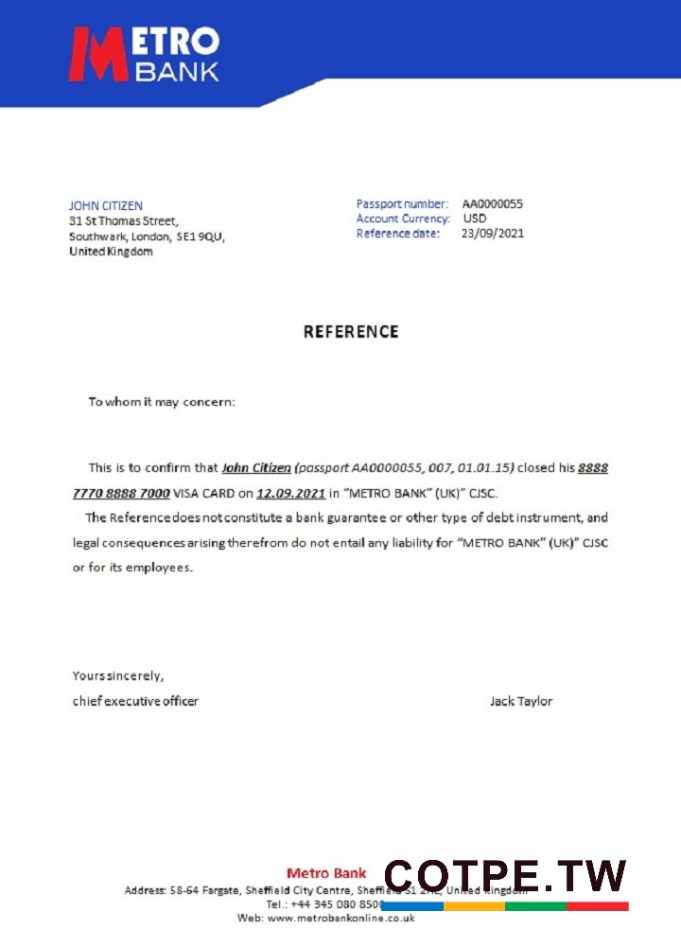 METRO
BANK
JOHN CITIZEN
31 St Thomas Street,
Southwark, London, SE1 9QU,
United Kingdom
Passport number: AA0000055
Account Currency: USD
Reference date: 23/09/2021
REFERENCE
To whom it may concern:
This is to confirm that John Citizen (passport AA0000055, 007, 01.01.15) closed his 8888
7770 8888 7000 VISA CARD on 12.09.2021 in “METRO BANK” (UK)” CJSC.
The Reference does not constitute a bank guarantee or other type of debt instrument, and
legal consequences arising therefrom do not entail any liability for “METRO BANK” (UK)” CJSC
or for its employees.
Yours sincerely,
chief executive officer
Jack Taylor
Metro Bank
COTPE.TW
Address: 58-64 Fargate, Sheffield City Centre, Sheffield S1 United Kingdom
Tel.: +44 345 080 8500
Web: www.metrobankonline.co.uk